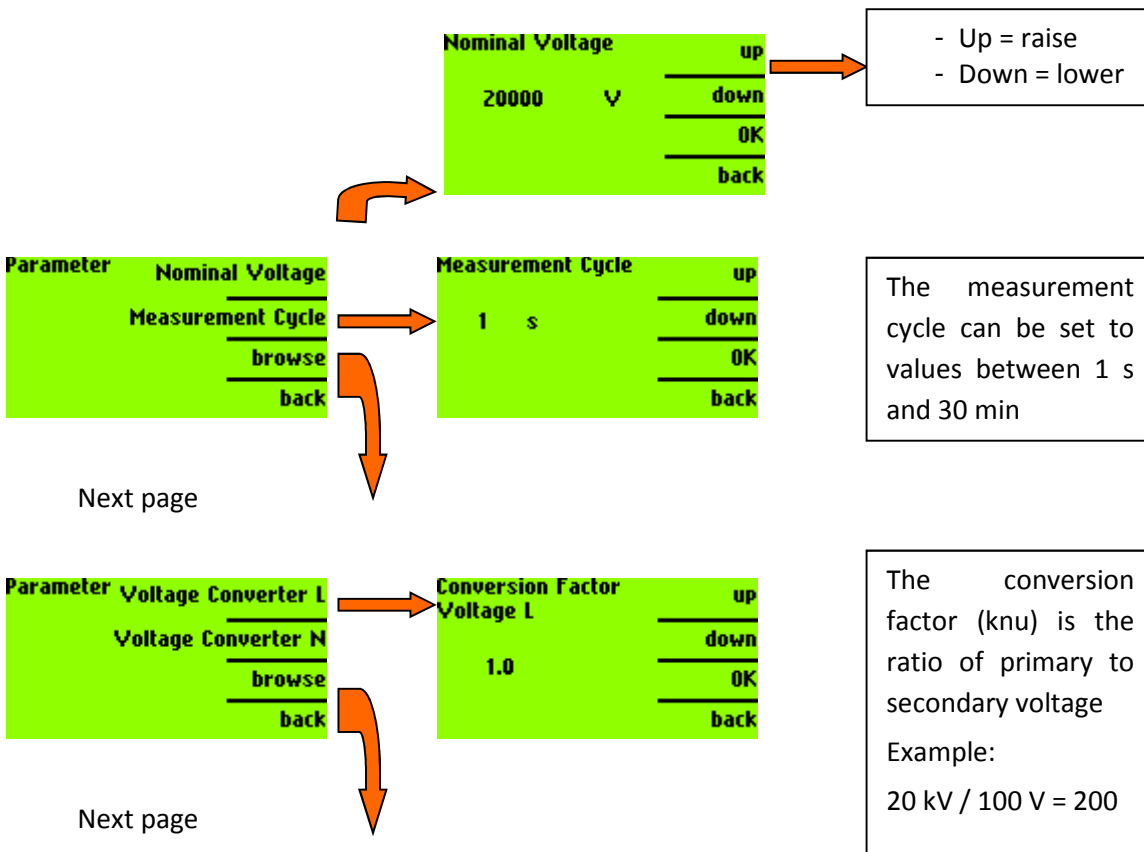 Nominal Voltage
20000 V
up
down
OK
back
- Up = raise
- Down = lower
Parameter
Nominal Voltage
Measurement Cycle
browse
back
Measurement Cycle
1 s
up
down
OK
back
The measurement
cycle can be set to
values between 1 s
and 30 min
Next page
Parameter
Voltage Converter L
Voltage Converter N
browse
back
Conversion Factor
Voltage L
1.0
up
down
OK
back
The conversion
factor (knu) is the
ratio of primary to
secondary voltage
Example:
20 kV / 100 V = 200
Next page